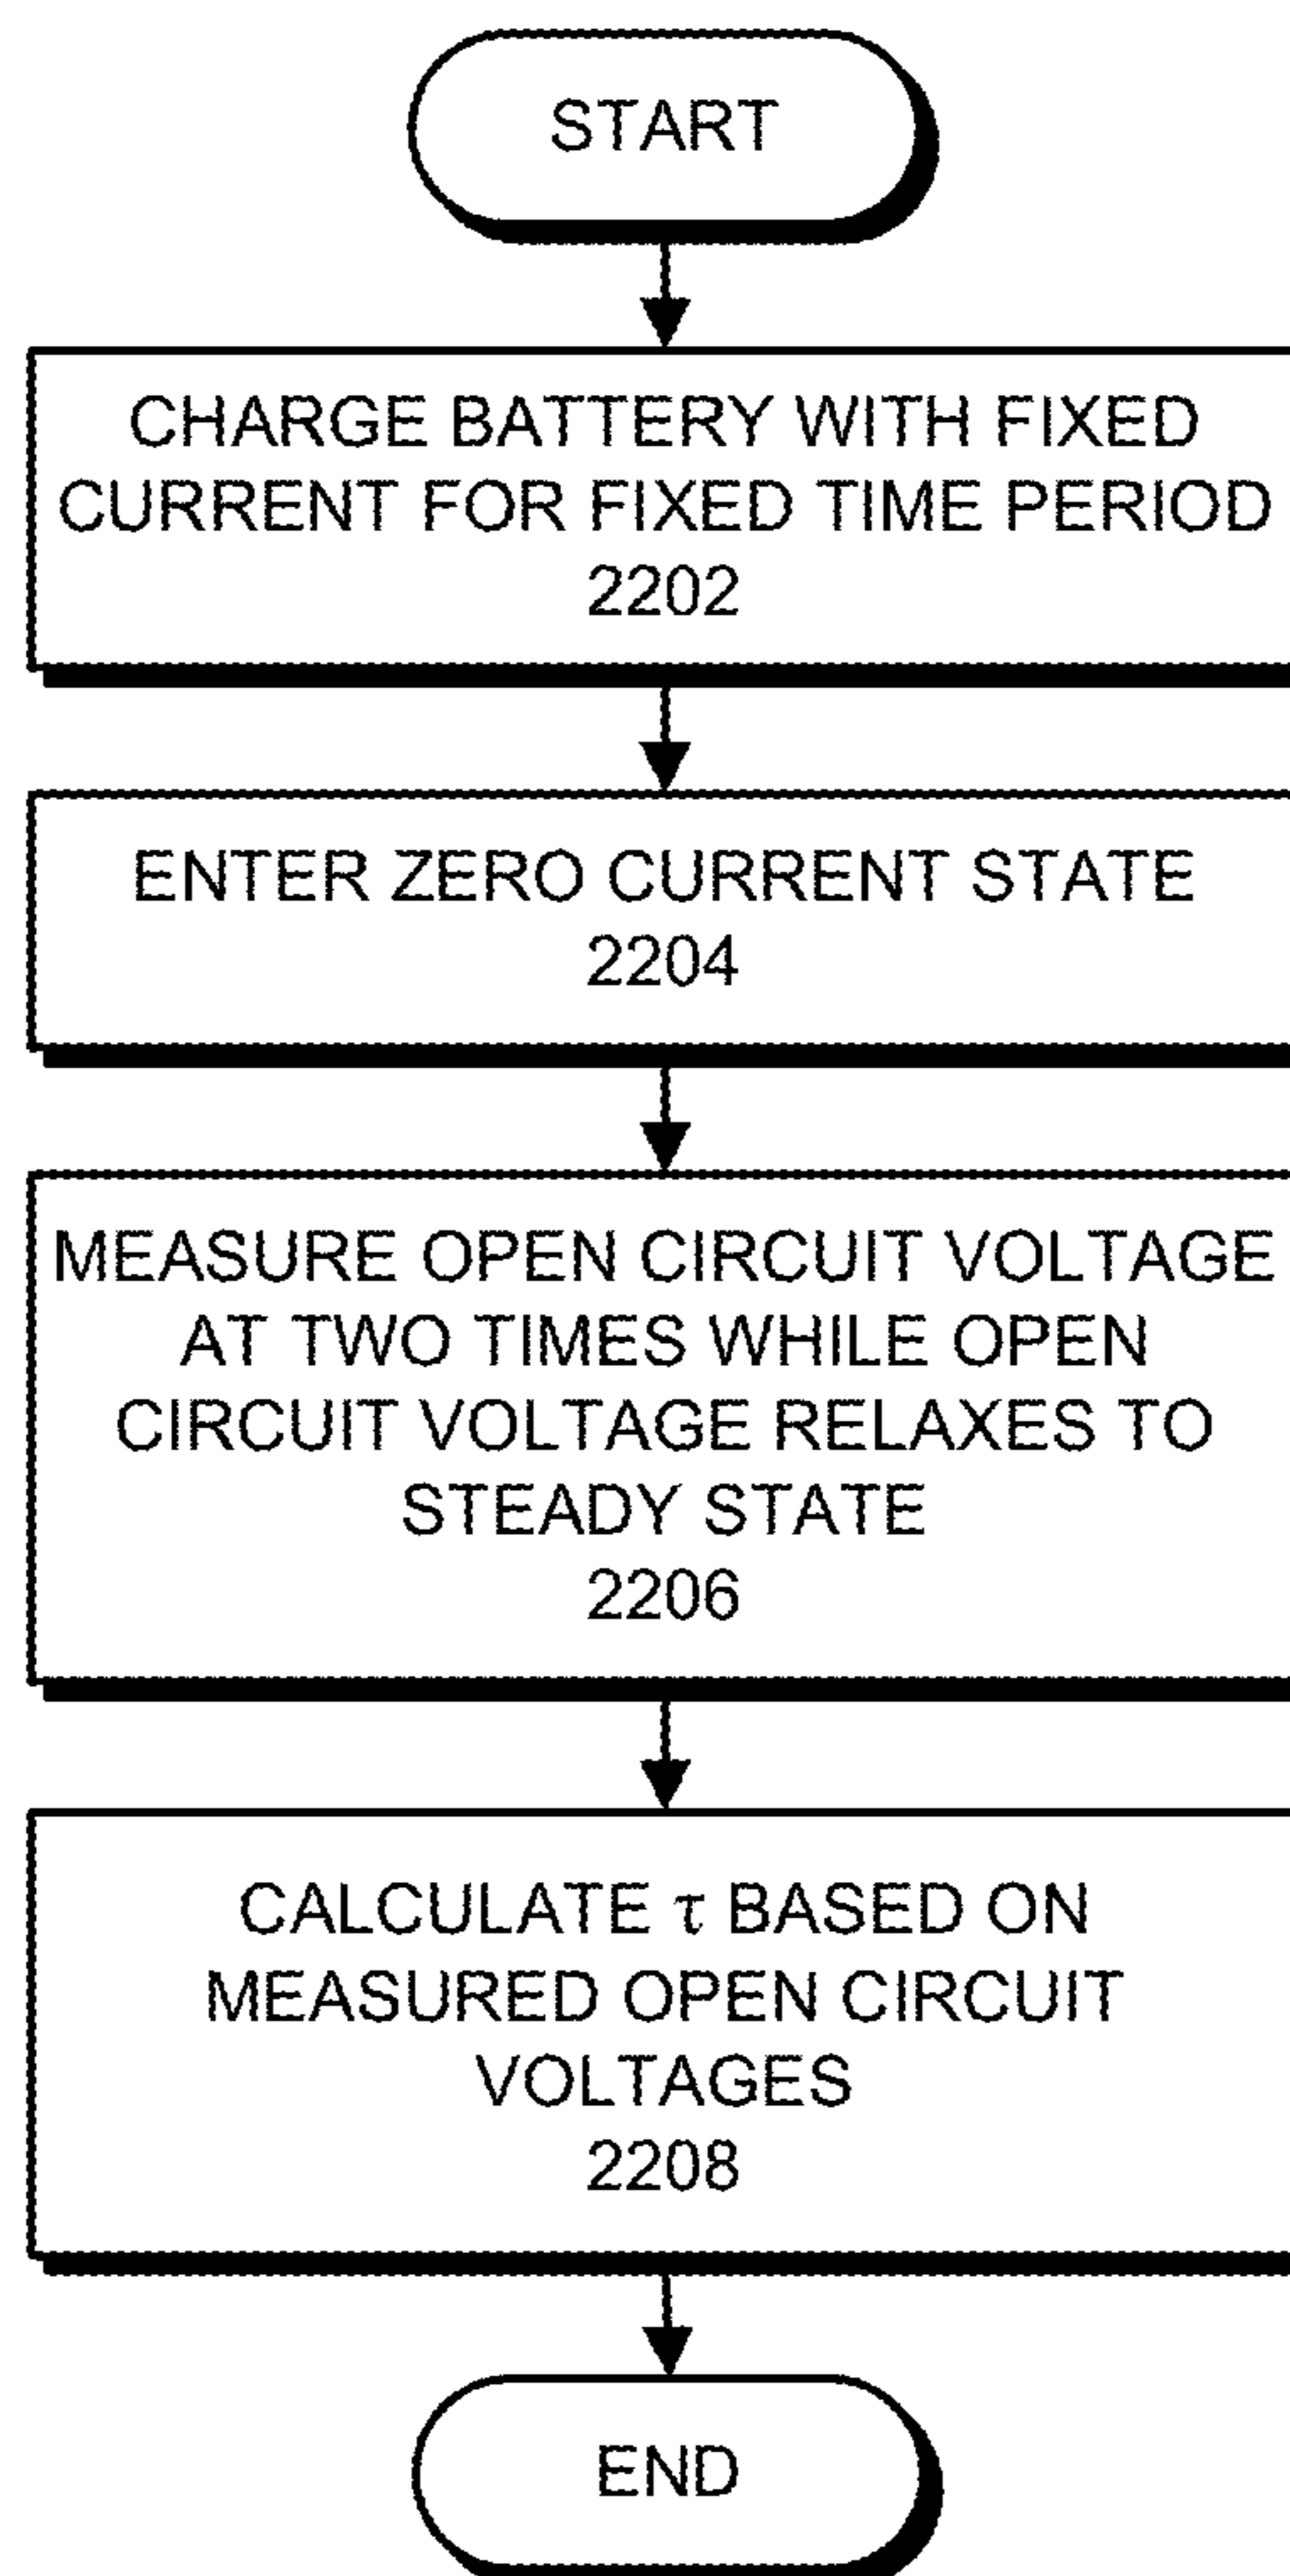 START
CHARGE BATTERY WITH FIXED
CURRENT FOR FIXED TIME PERIOD
2202
ENTER ZERO CURRENT STATE
2204
MEASURE OPEN CIRCUIT VOLTAGE
AT TWO TIMES WHILE OPEN
CIRCUIT VOLTAGE RELAXES TO
STEADY STATE
2206
CALCULATE τ BASED ON
MEASURED OPEN CIRCUIT
VOLTAGES
2208
END